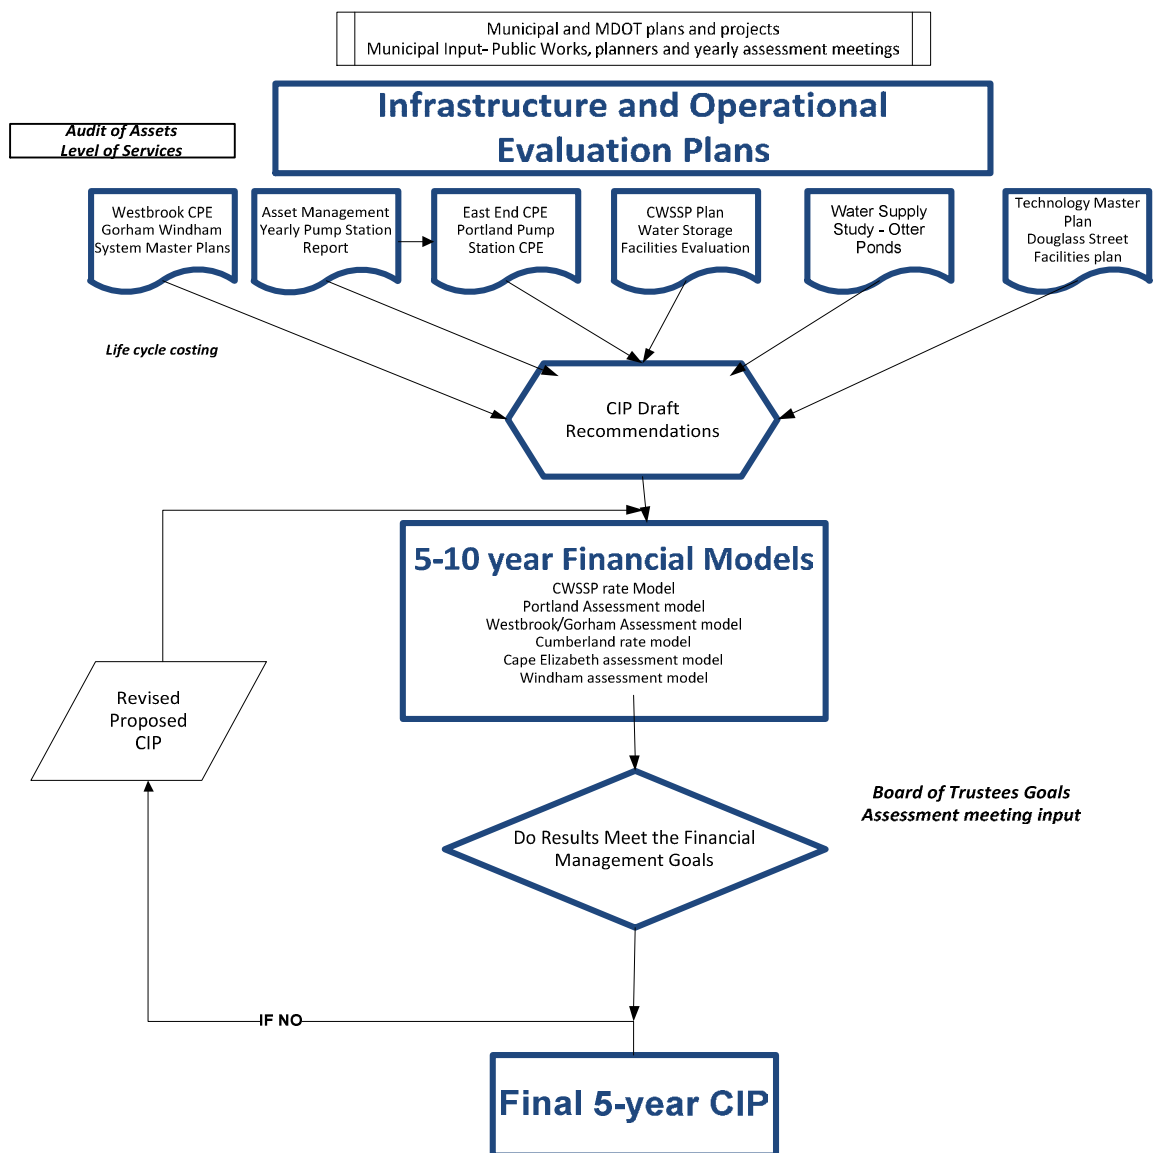 Municipal and MDOT plans and projects
Municipal Input- Public Works, planners and yearly assessment meetings
Infrastructure and Operational
Evaluation Plans
Audit of Assets
Level of Services
Westbrook CPE
Gorham Windham
System Master Plans
Asset Management
Yearly Pump Station
Report
East End CPE
Portland Pump
Station CPE
CWSSP Plan
Water Storage
Facilities Evaluation
Water Supply
Study - Otter
Ponds
Technology Master
Plan
Douglass Street
Facilities plan
Life cycle costing
CIP Draft
Recommendations
5-10 year Financial Models
CWSSP rate Model
Portland Assessment model
Westbrook/Gorham Assessment model
Cumberland rate model
Cape Elizabeth assessment model
Windham assessment model
Revised
Proposed
CIP
Board of Trustees Goals
Assessment meeting input
Do Results Meet the Financial
Management Goals
IF NO
Final 5-year CIP